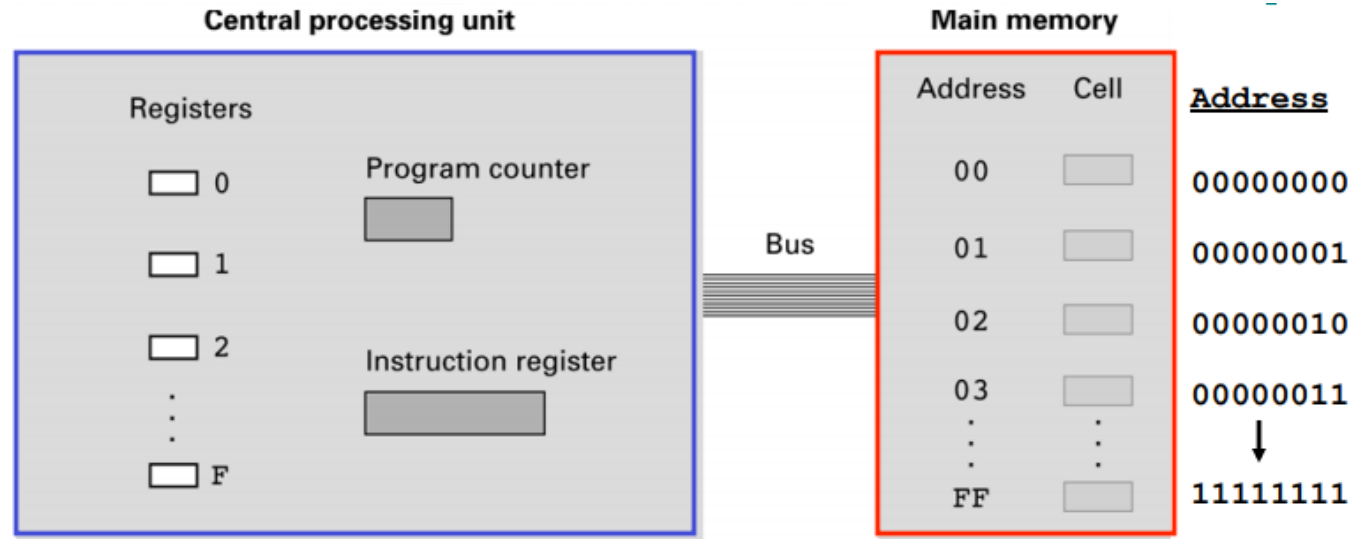 Central processing unit
Registers
0
1
2
F
Program counter
Instruction register
Bus
Main memory
Address Cell
00
01
02
03
FF
Address
00000000
00000001
00000010
00000011
11111111